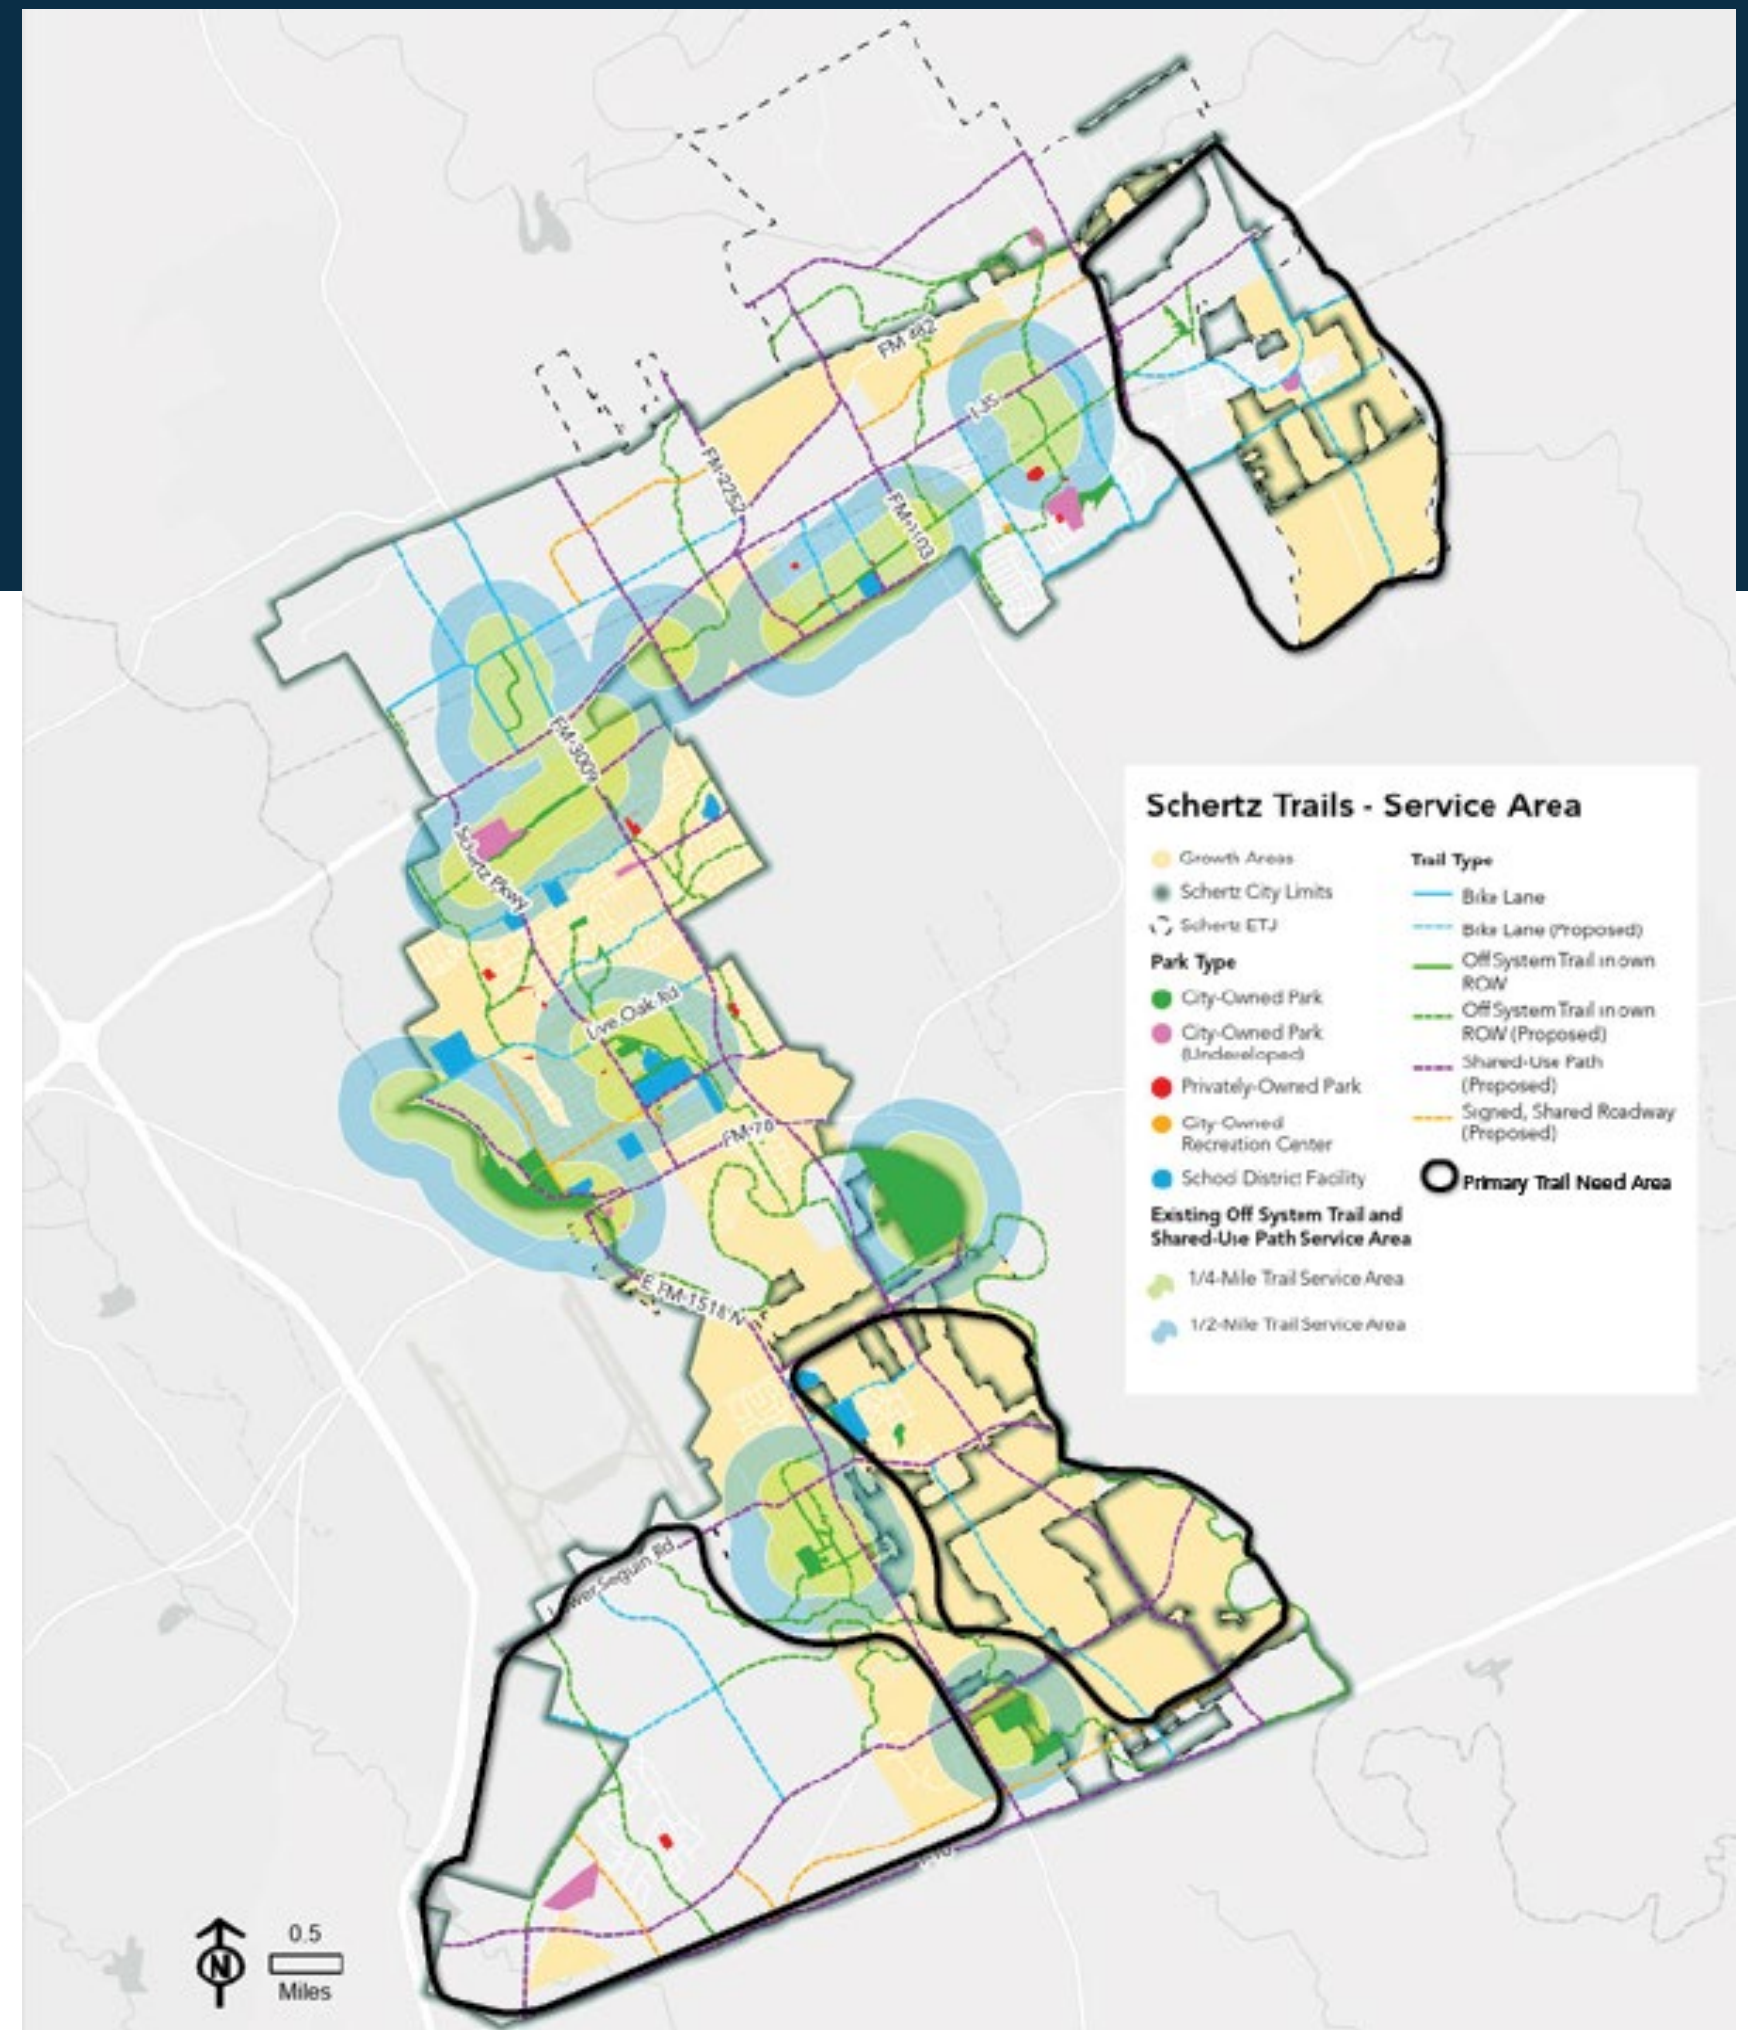 FM 482
I-35
FM-2252
FM-1103
FM-3009
Schertz Pkwy
Live Oak Rd
FM-78
E FM-1518 N
Lower Seguin Rd
I-10
Schertz Trails - Service Area
Growth Areas
Schertz City Limits
Schertz ETJ
Park Type
City-Owned Park
City-Owned Park
(Undeveloped)
Privately-Owned Park
City-Owned
Recreation Center
School District Facility
Existing Off System Trail and
Shared-Use Path Service Area
1/4-Mile Trail Service Area
1/2-Mile Trail Service Area
Trail Type
Bike Lane
Bike Lane (Proposed)
Off System Trail in own
ROW
Off System Trail in own
ROW (Proposed)
Shared-Use Path
(Proposed)
Signed, Shared Roadway
(Proposed)
Primary Trail Need Area
N
0.5
Miles